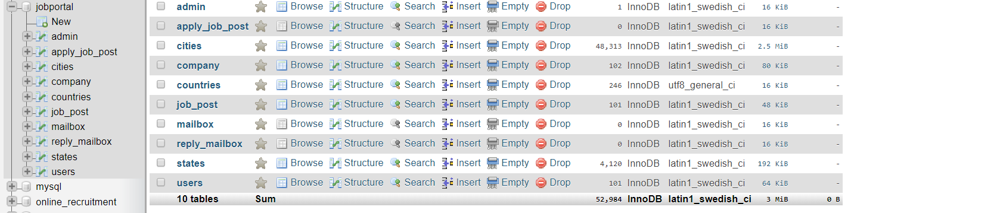 jobportal
New
admin
apply_job_post
cities
company
countries
job_post
mailbox
reply_mailbox
states
users
mysql
online_recruitment
admin Browse Structure Search Insert Empty Drop 1 InnoDB latin1_swedish_ci 16 KiB -
apply_job_post Browse Structure Search Insert Empty Drop 0 InnoDB latin1_swedish_ci 16 KiB -
cities Browse Structure Search Insert Empty Drop 48,313 InnoDB latin1_swedish_ci 2.5 MiB -
company Browse Structure Search Insert Empty Drop 102 InnoDB latin1_swedish_ci 80 KiB -
countries Browse Structure Search Insert Empty Drop 246 InnoDB utf8_general_ci 16 KiB -
job_post Browse Structure Search Insert Empty Drop 101 InnoDB latin1_swedish_ci 48 KiB -
mailbox Browse Structure Search Insert Empty Drop 0 InnoDB latin1_swedish_ci 16 KiB -
reply_mailbox Browse Structure Search Insert Empty Drop 0 InnoDB latin1_swedish_ci 16 KiB -
states Browse Structure Search Insert Empty Drop 4,120 InnoDB latin1_swedish_ci 192 KiB -
users Browse Structure Search Insert Empty Drop 101 InnoDB latin1_swedish_ci 64 KiB -
10 tables Sum 52,984 InnoDB latin1_swedish_ci 3 MiB 0 B